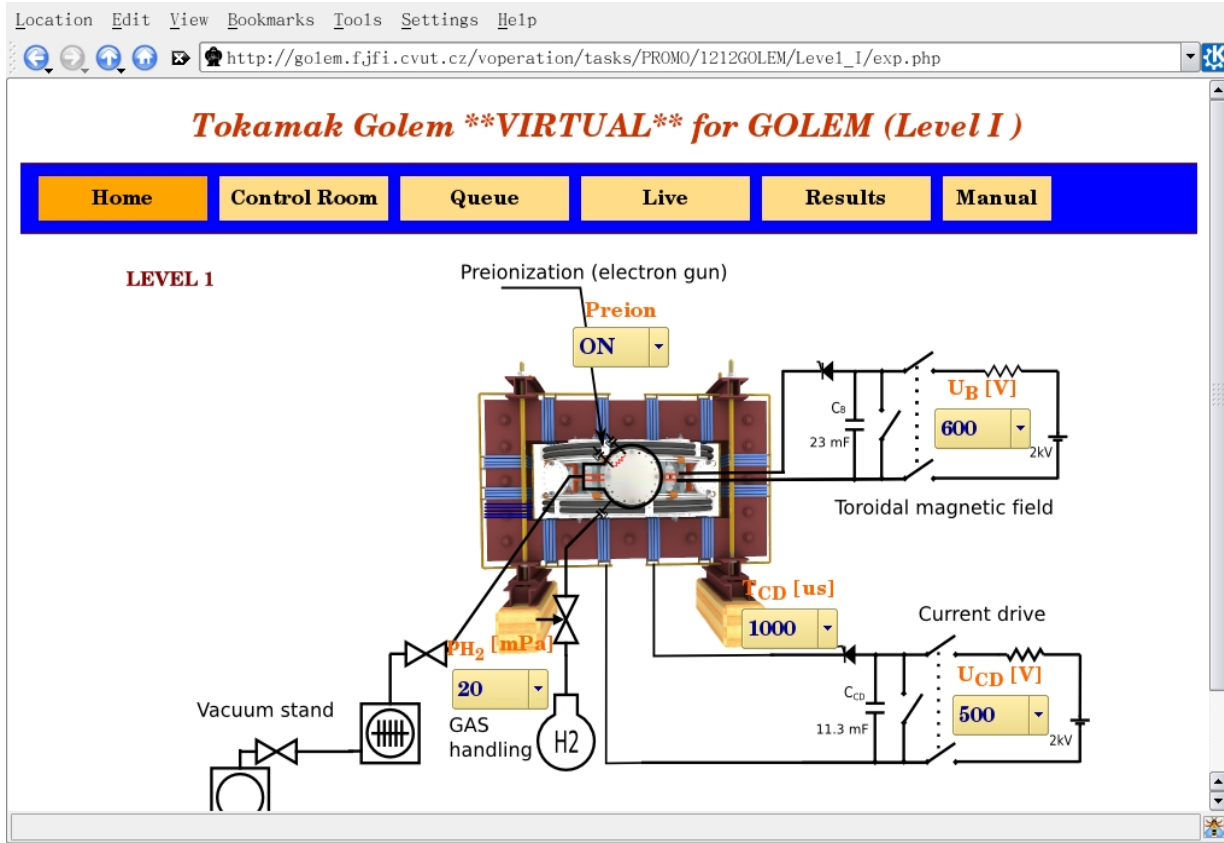 Location Edit View Bookmarks Tools Settings Help
http://golem.fjfi.cvut.cz/voperation/tasks/PROMO/1212GOLEM/Level_I/exp.php
Tokamak Golem **VIRTUAL** for GOLEM (Level I )
Home Control Room Queue Live Results Manual
LEVEL 1
Preionization (electron gun)
Preion
ON
UB [V]
CB
600
23 mF
2kV
Toroidal magnetic field
TCD [us]
1000
Current drive
PH2 [mPa]
UCD [V]
20
CCD
500
Vacuum stand
GAS
handling
H2
11.3 mF
2kV